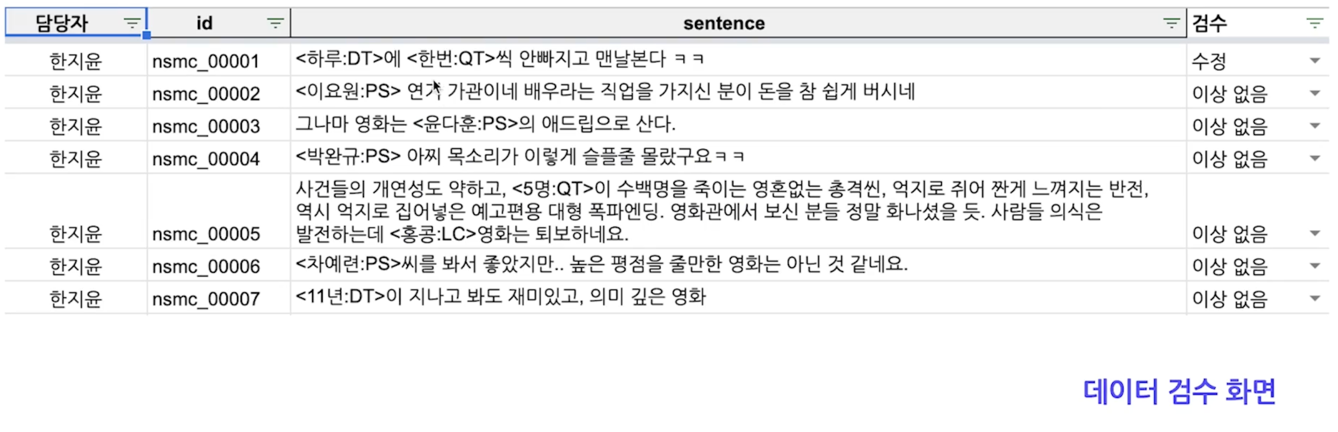 담당자 id sentence 검수
한지윤 nsmc_00001 <하루:DT>에 <한번:QT>씩 안빠지고 맨날본다 ㅋㅋ 수정
한지윤 nsmc_00002 <이요원:PS> 연기 가관이네 배우라는 직업을 가지신 분이 돈을 참 쉽게 버시네 이상 없음
한지윤 nsmc_00003 그나마 영화는 <윤다훈:PS>의 애드립으로 산다. 이상 없음
한지윤 nsmc_00004 <박완규:PS> 아찌 목소리가 이렇게 슬플줄 몰랐구요ㅋㅋ 이상 없음
사건들의 개연성도 약하고, <5명:QT>이 수백명을 죽이는 영혼없는 총격씬, 억지로 쥐어 짠게 느껴지는 반전,
역시 억지로 집어넣은 예고편용 대형 폭파엔딩. 영화관에서 보신 분들 정말 화나셨을 듯. 사람들 의식은
한지윤 nsmc_00005 발전하는데 <홍콩:LC>영화는 퇴보하네요. 이상 없음
한지윤 nsmc_00006 <차예련:PS>씨를 봐서 좋았지만.. 높은 평점을 줄만한 영화는 아닌 것 같네요. 이상 없음
한지윤 nsmc_00007 <11년:DT>이 지나고 봐도 재미있고, 의미 깊은 영화 이상 없음
데이터 검수 화면